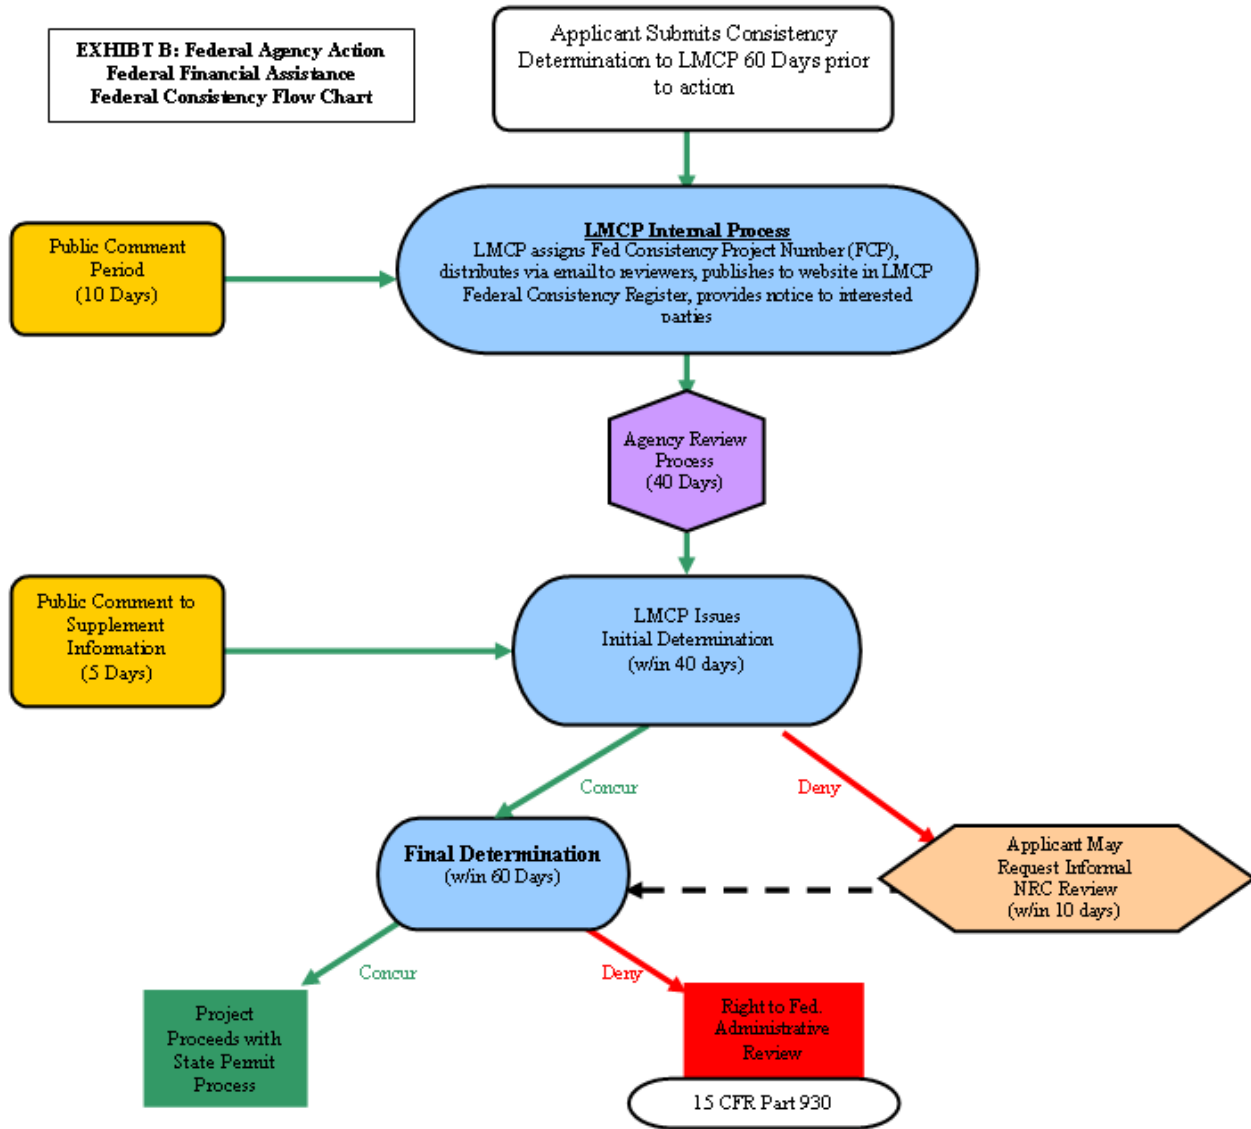 EXHIBT B: Federal Agency Action
Federal Financial Assistance
Federal Consistency Flow Chart
Applicant Submits Consistency
Determination to LMCP 60 Days prior
to action
Public Comment
Period
(10 Days)
LMCP Internal Process
LMCP assigns Fed Consistency Project Number (FCP),
distributes via email to reviewers, publishes to website in LMCP
Federal Consistency Register, provides notice to interested
parties
Agency Review
Process
(40 Days)
Public Comment to
Supplement
Information
(5 Days)
LMCP Issues
Initial Determination
(w/in 40 days)
Concur
Deny
Final Determination
(w/in 60 Days)
Applicant May
Request Informal
NRC Review
(w/in 10 days)
Concur
Deny
Project
Proceeds with
State Permit
Process
Right to Fed.
Administrative
Review
15 CFR Part 930